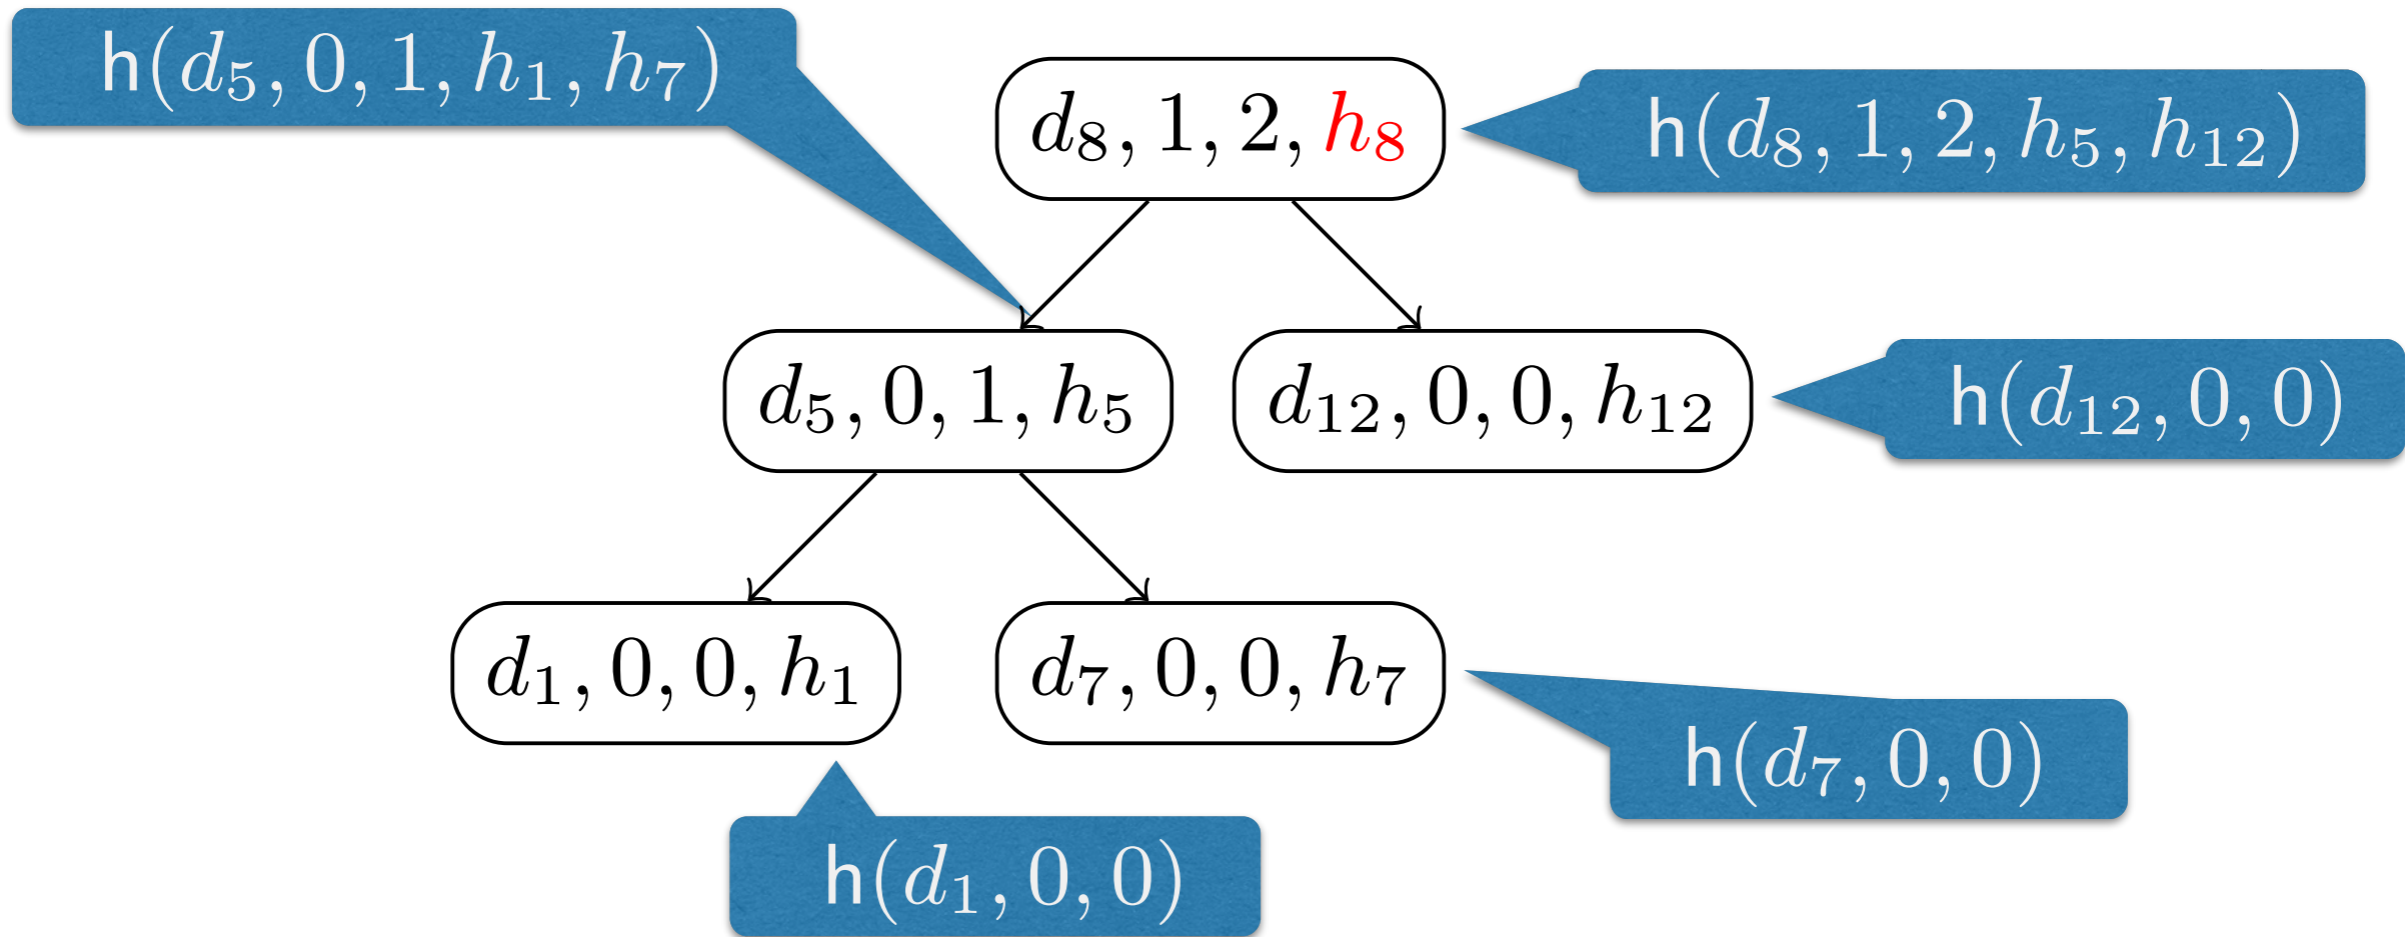 h(d₅, 0, 1, h₁, h₇)
d₈, 1, 2, h₈
h(d₈, 1, 2, h₅, h₁₂)
d₅, 0, 1, h₅
d₁₂, 0, 0, h₁₂
h(d₁₂, 0, 0)
d₁, 0, 0, h₁
d₇, 0, 0, h₇
h(d₇, 0, 0)
h(d₁, 0, 0)